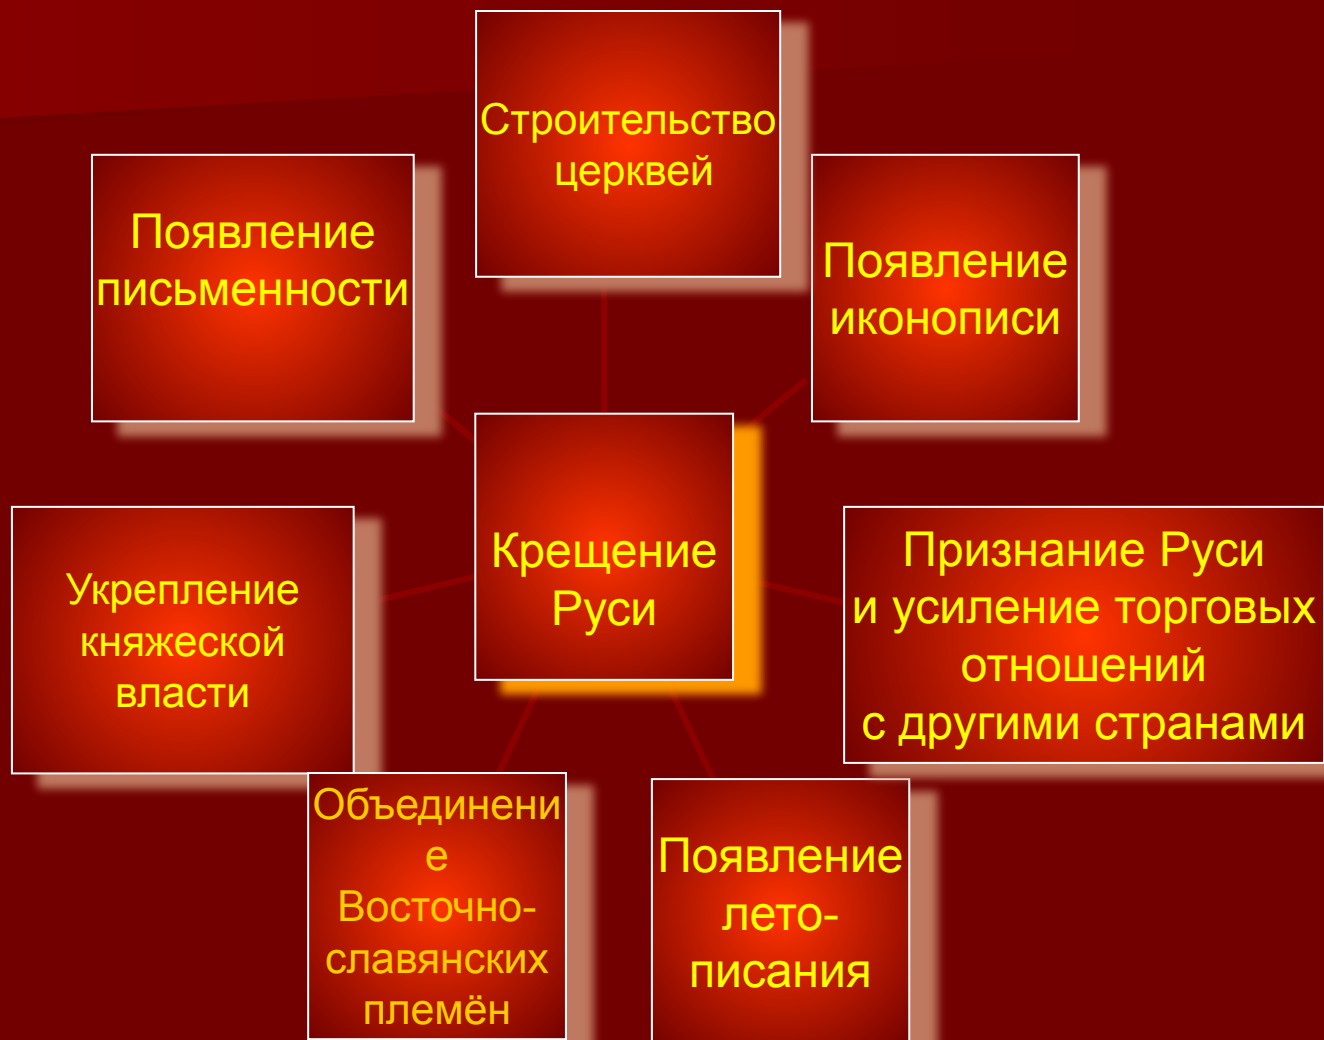 Строительство
церквей
Появление
письменности
Появление
иконописи
Крещение
Руси
Укрепление
княжеской
власти
Признание Руси
и усиление торговых
отношений
с другими странами
Объединени
е
Восточно-
славянских
племён
Появление
лето-
писания